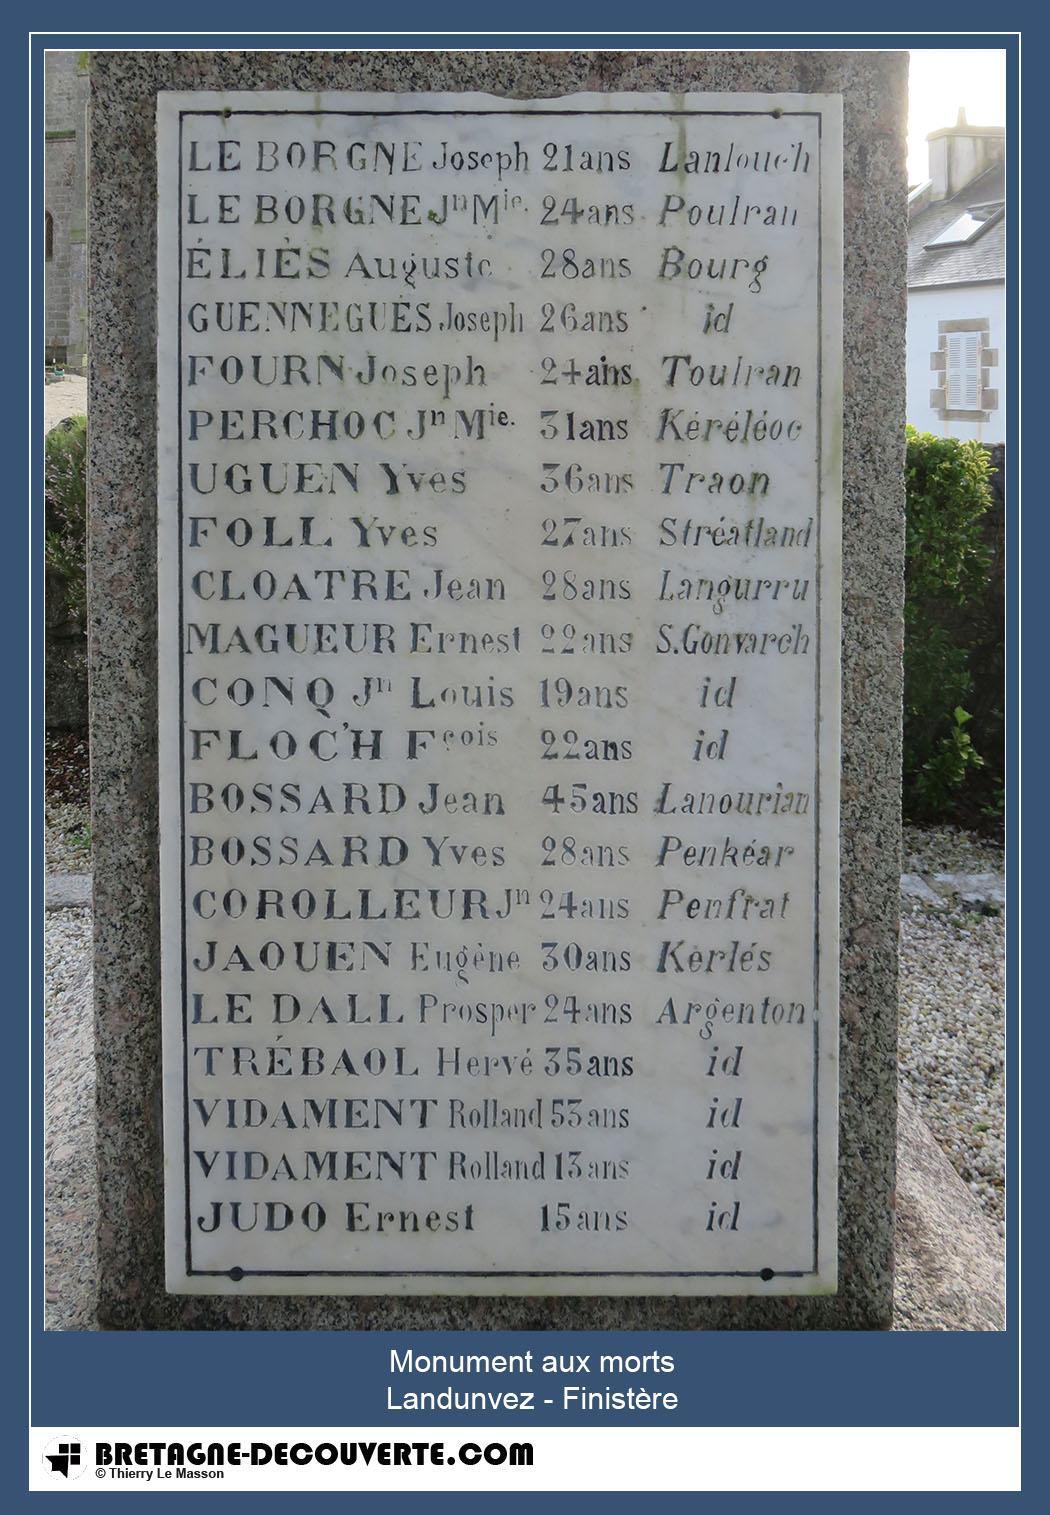 LE BORGNE Joseph 21ans Lanlouc'h
LE BORGNE Jn Mie. 24ans Poulran
ÉLIÈS Auguste 28ans Bourg
GUENNEGUÈS Joseph 26ans id
FOURN Joseph 24ans Toulran
PERCHOC Jn Mie. 31ans Kéréléoc
UGUEN Yves 36ans Traon
FOLL Yves 27ans Stréatland
CLOATRE Jean 28ans Langurru
MAGUEUR Ernest 22ans S.Gonvarc'h
CONQ Jn Louis 19ans id
FLOC'H Fçois 22ans id
BOSSARD Jean 45ans Lanourian
BOSSARD Yves 28ans Penkéar
COROLLEUR Jn 24ans Penfrat
JAOUEN Eugène 30ans Kerlés
LE DALL Prosper 24ans Argenton
TRÉBAOL Hervé 35ans id
VIDAMENT Rolland 53ans id
VIDAMENT Rolland 13ans id
JUDO Ernest 15ans id
Monument aux morts
Landunvez - Finistère
BRETAGNE-DECOUVERTE.COM
© Thierry Le Masson